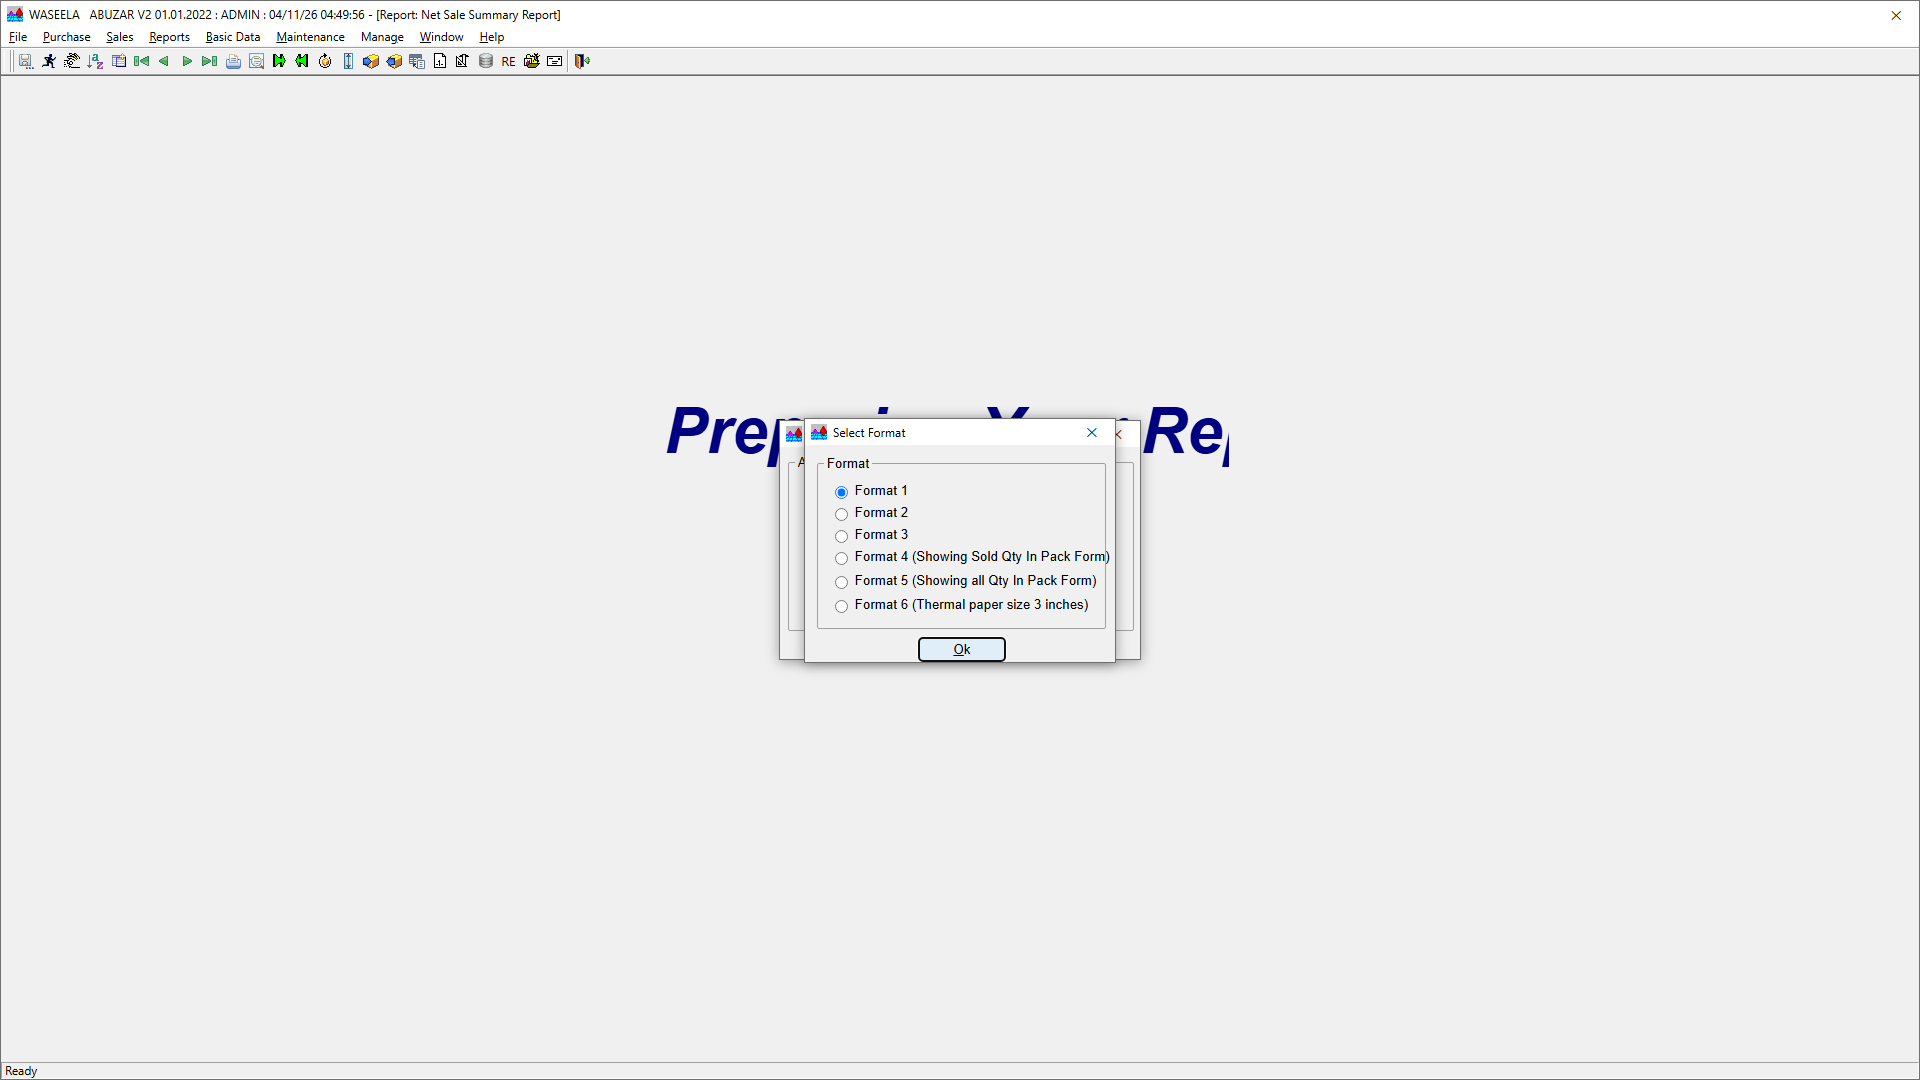 WASEELA ABUZAR V2 01.01.2022 : ADMIN : 04/11/26 04:49:56 - [Report: Net Sale Summary Report]
File Purchase Sales Reports Basic Data Maintenance Manage Window Help
RE
Select Format
Format
Format 1
Format 2
Format 3
Format 4 (Showing Sold Qty In Pack Form)
Format 5 (Showing all Qty In Pack Form)
Format 6 (Thermal paper size 3 inches)
Ok
Ready